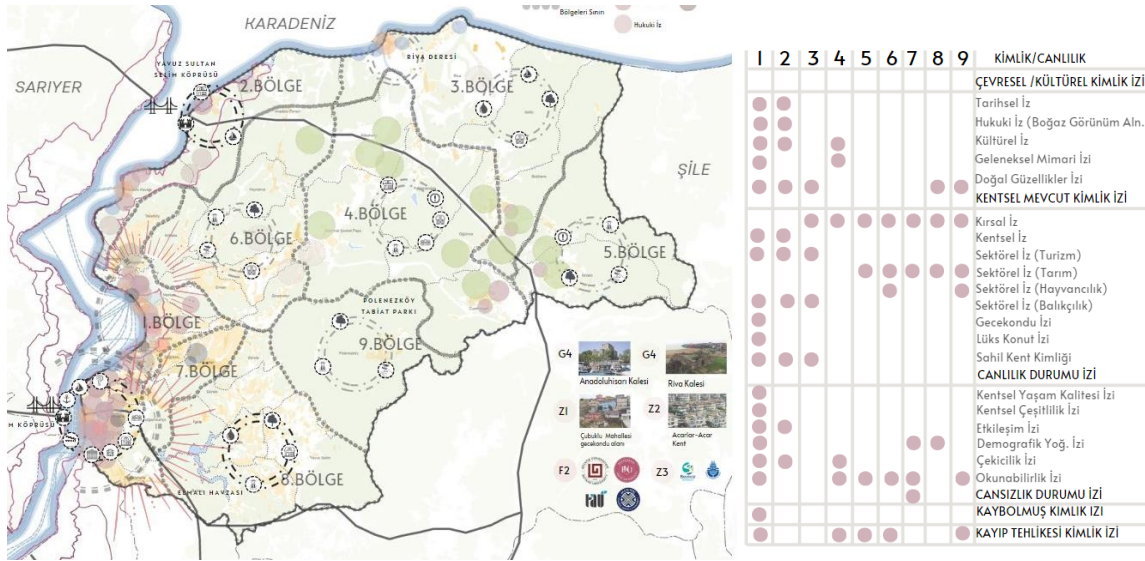 KARADENİZ
Bölgeleri Sınırı
Hukuki İz
YAVUZ SULTAN
SELİM KÖPRÜSÜ
RİVA DERESİ
SARIYER
2.BÖLGE
3.BÖLGE
ŞİLE
4.BÖLGE
6.BÖLGE
5.BÖLGE
POLENEZKÖY
TABİAT PARKI
1.BÖLGE
9.BÖLGE
7.BÖLGE
M KÖPRÜSÜ
8.BÖLGE
ELMALI HAVZASI
G4
G4
Anadoluhisarı Kalesi
Riva Kalesi
Z1
Z2
Çubuklu Mahallesi
gecekondu alanı
Acarlar-Acar
Kent
F2
Z3
1 2 3 4 5 6 7 8 9 KİMLİK/CANLILIK
ÇEVRESEL /KÜLTÜREL KİMLİK İZİ
Tarihsel İz
Hukuki İz (Boğaz Görünüm Aln.
Kültürel İz
Geleneksel Mimari İzi
Doğal Güzellikler İzi
KENTSEL MEVCUT KİMLİK İZİ
Kırsal İz
Kentsel İz
Sektörel İz (Turizm)
Sektörel İz (Tarım)
Sektörel İz (Hayvancılık)
Sektörel İz (Balıkçılık)
Gecekondu İzi
Lüks Konut İzi
Sahil Kent Kimliği
CANLILIK DURUMU İZİ
Kentsel Yaşam Kalitesi İzi
Kentsel Çeşitlilik İzi
Etkileşim İzi
Demografik Yoğ. İzi
Çekicilik İzi
Okunabilirlik İzi
CANSIZLIK DURUMU İZİ
KAYBOLMUŞ KIMLIK IZI
KAYIP TEHLİKESİ KİMLİK İZİ